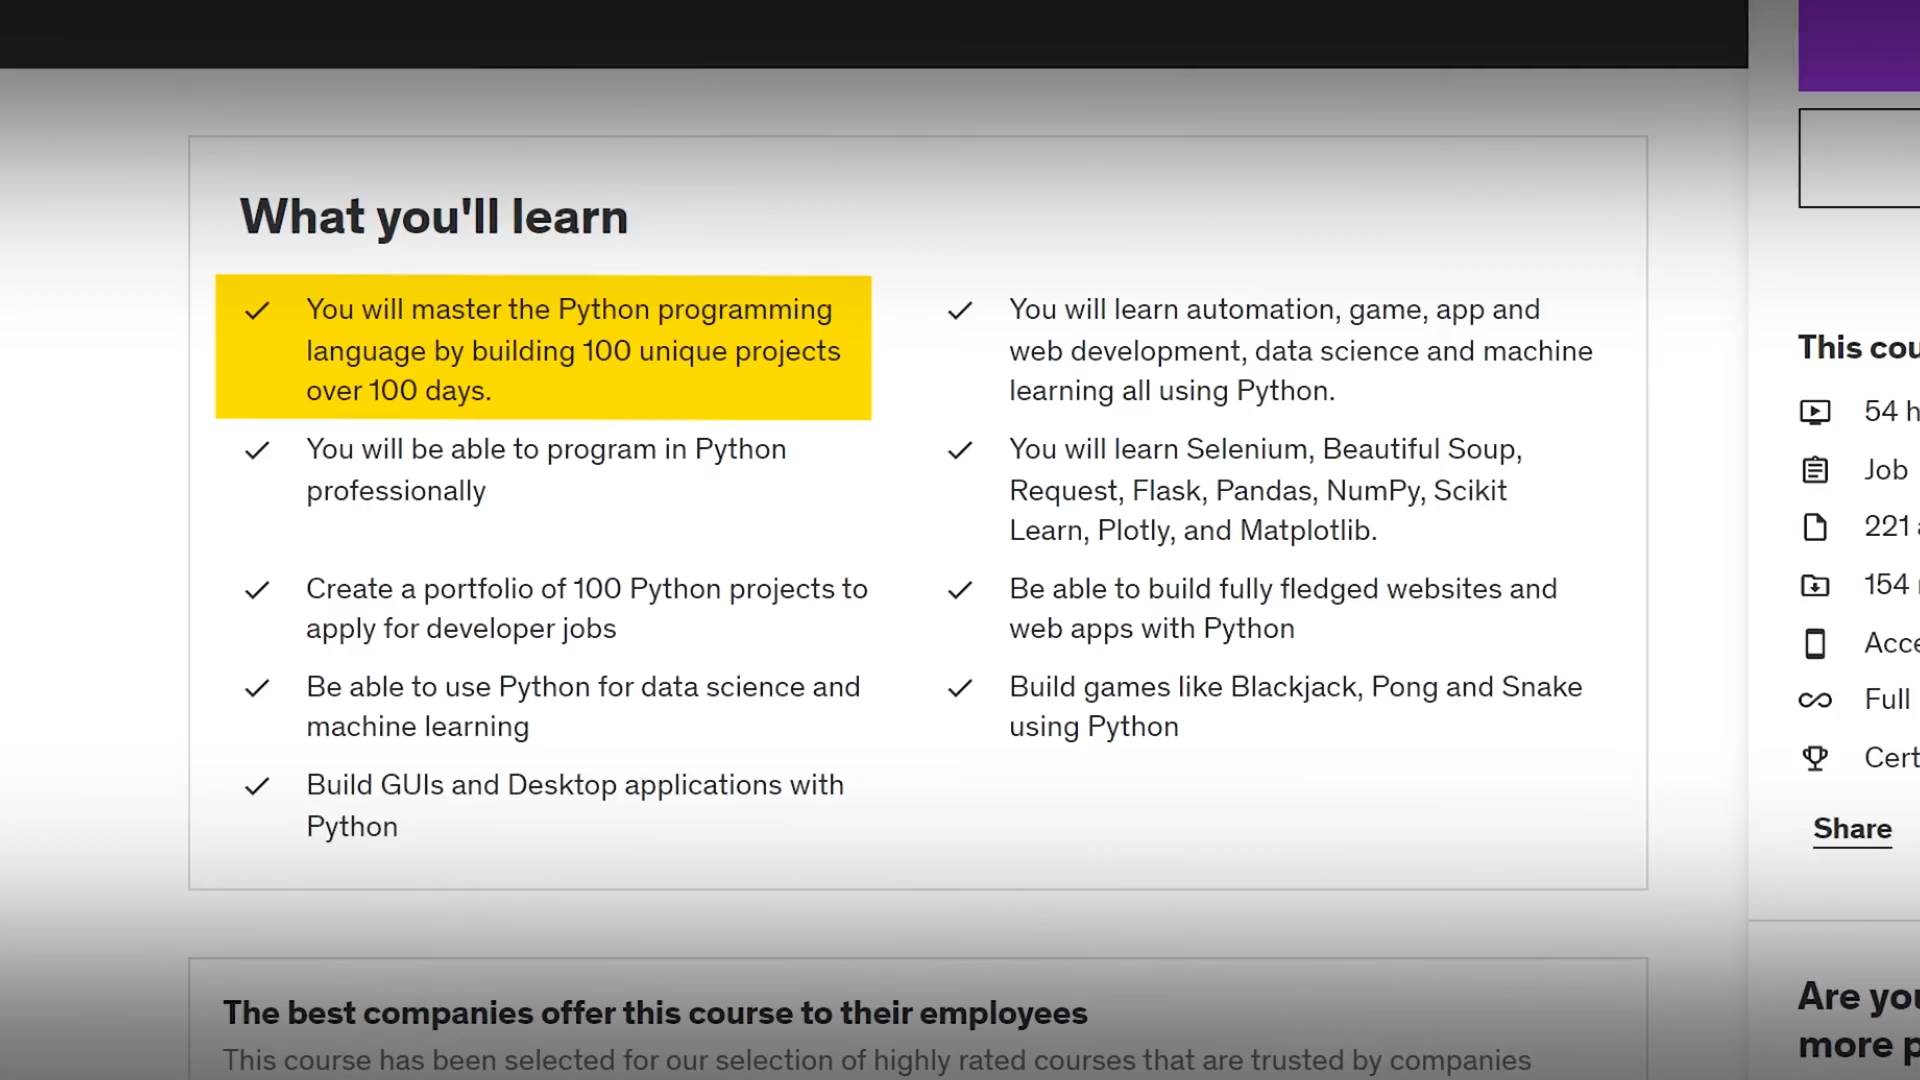 What you'll learn
You will master the Python programming
language by building 100 unique projects
over 100 days.
You will be able to program in Python
professionally
Create a portfolio of 100 Python projects to
apply for developer jobs
Be able to use Python for data science and
machine learning
Build GUIs and Desktop applications with
Python
You will learn automation, game, app and
web development, data science and machine
learning all using Python.
You will learn Selenium, Beautiful Soup,
Request, Flask, Pandas, NumPy, Scikit
Learn, Plotly, and Matplotlib.
Be able to build fully fledged websites and
web apps with Python
Build games like Blackjack, Pong and Snake
using Python
The best companies offer this course to their employees
This course has been selected for our selection of highly rated courses that are trusted by companies
This
54
Job
221
154
Full
Share
Are
more